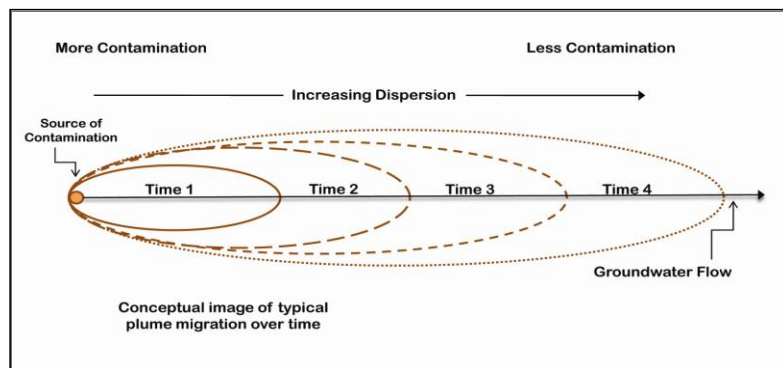 More Contamination
Less Contamination
Increasing Dispersion
Source of
Contamination
Time 1
Time 2
Time 3
Time 4
Groundwater Flow
Conceptual image of typical
plume migration over time